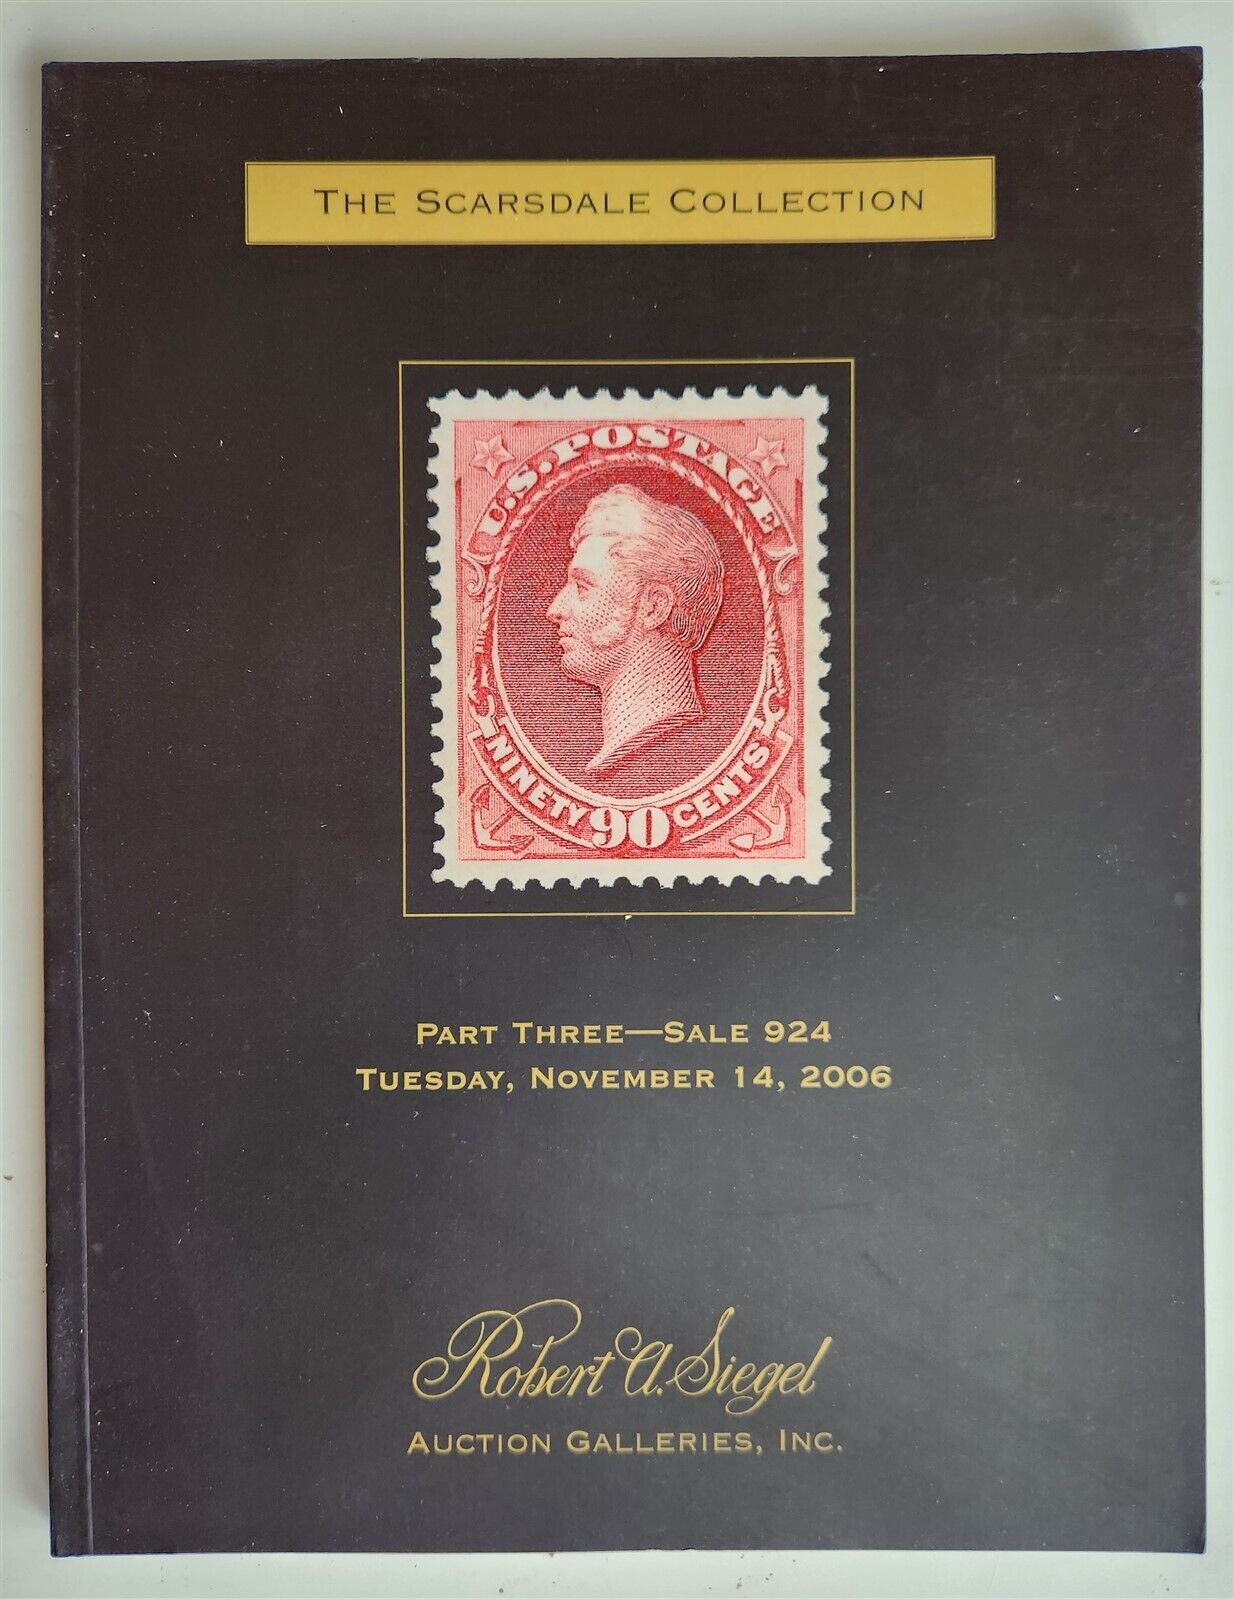 THE SCARSDALE COLLECTION
U.S. POSTAGE
NINETY 90 CENTS
PART THREE—SALE 924
TUESDAY, NOVEMBER 14, 2006
Robert A. Siegel
AUCTION GALLERIES, INC.